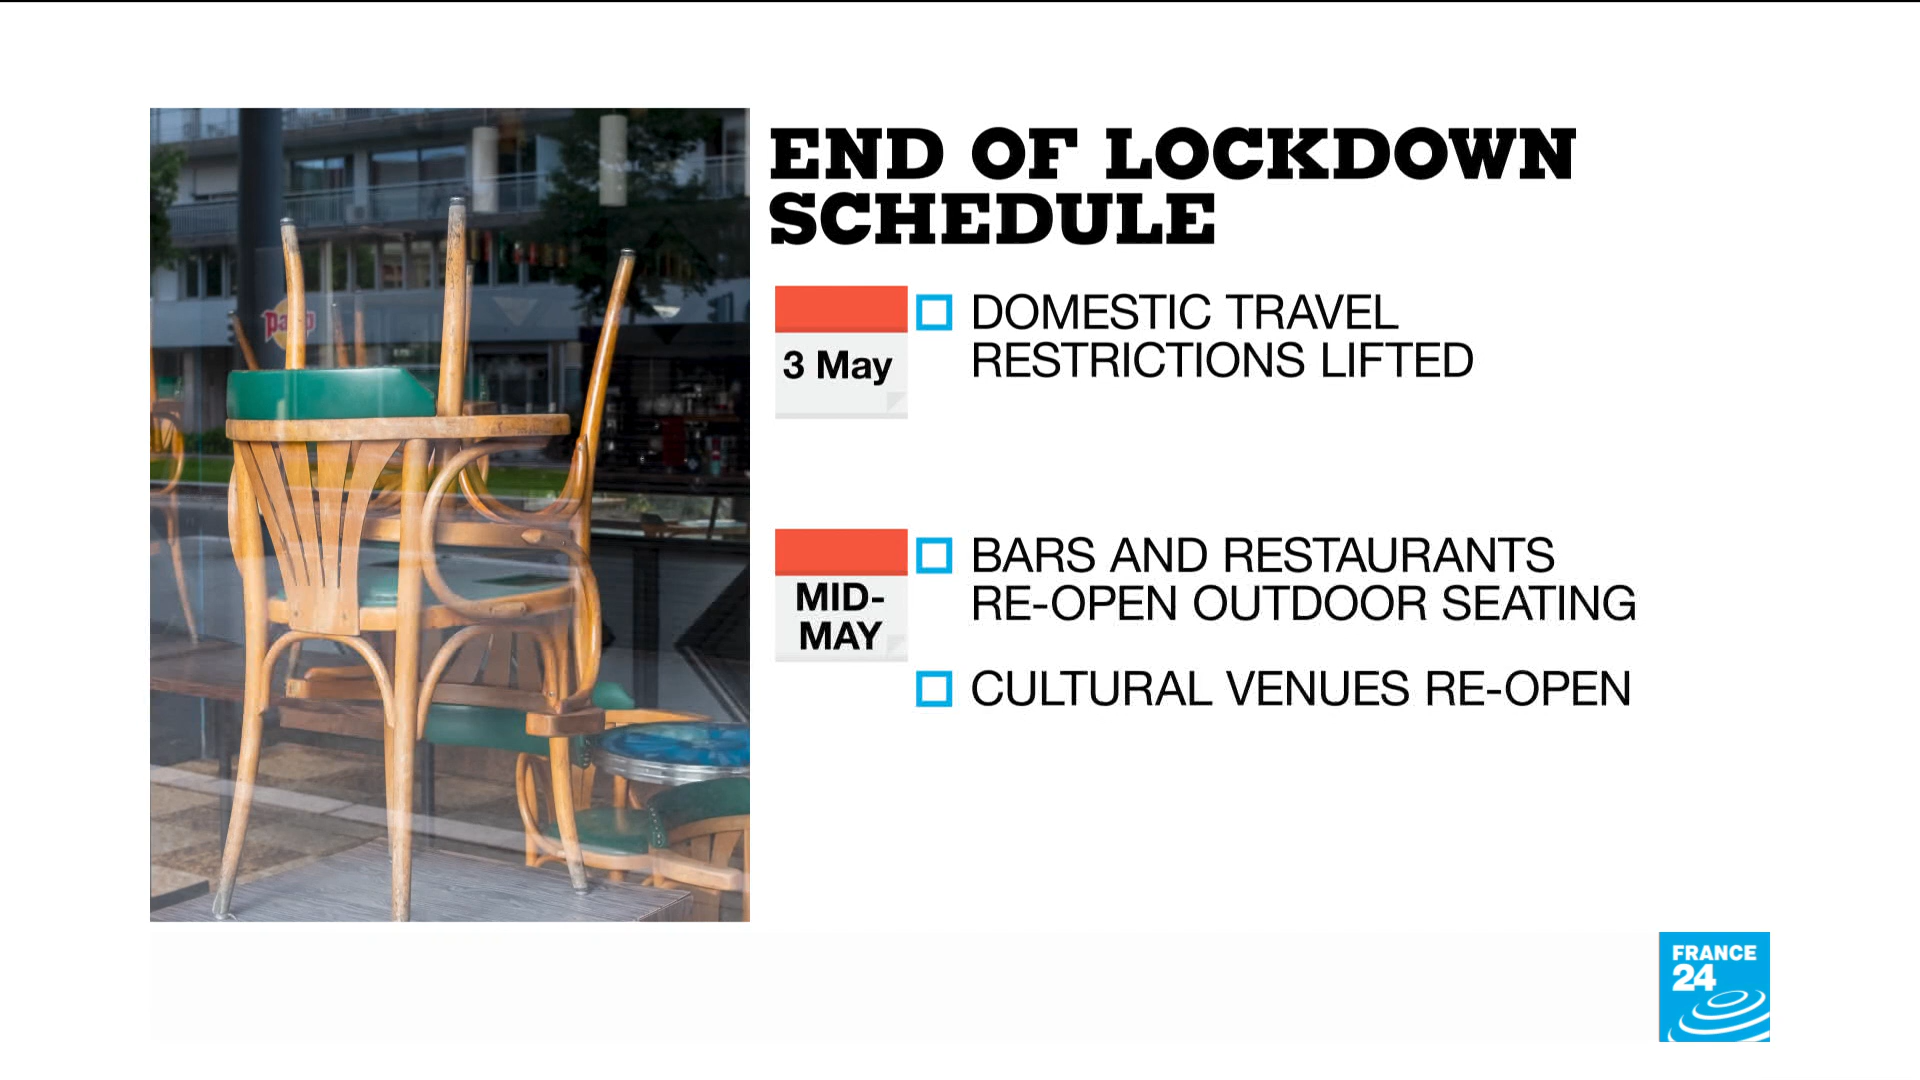 END OF LOCKDOWN
SCHEDULE
3 May
DOMESTIC TRAVEL
RESTRICTIONS LIFTED
MID-
MAY
BARS AND RESTAURANTS
RE-OPEN OUTDOOR SEATING
CULTURAL VENUES RE-OPEN
FRANCE
24